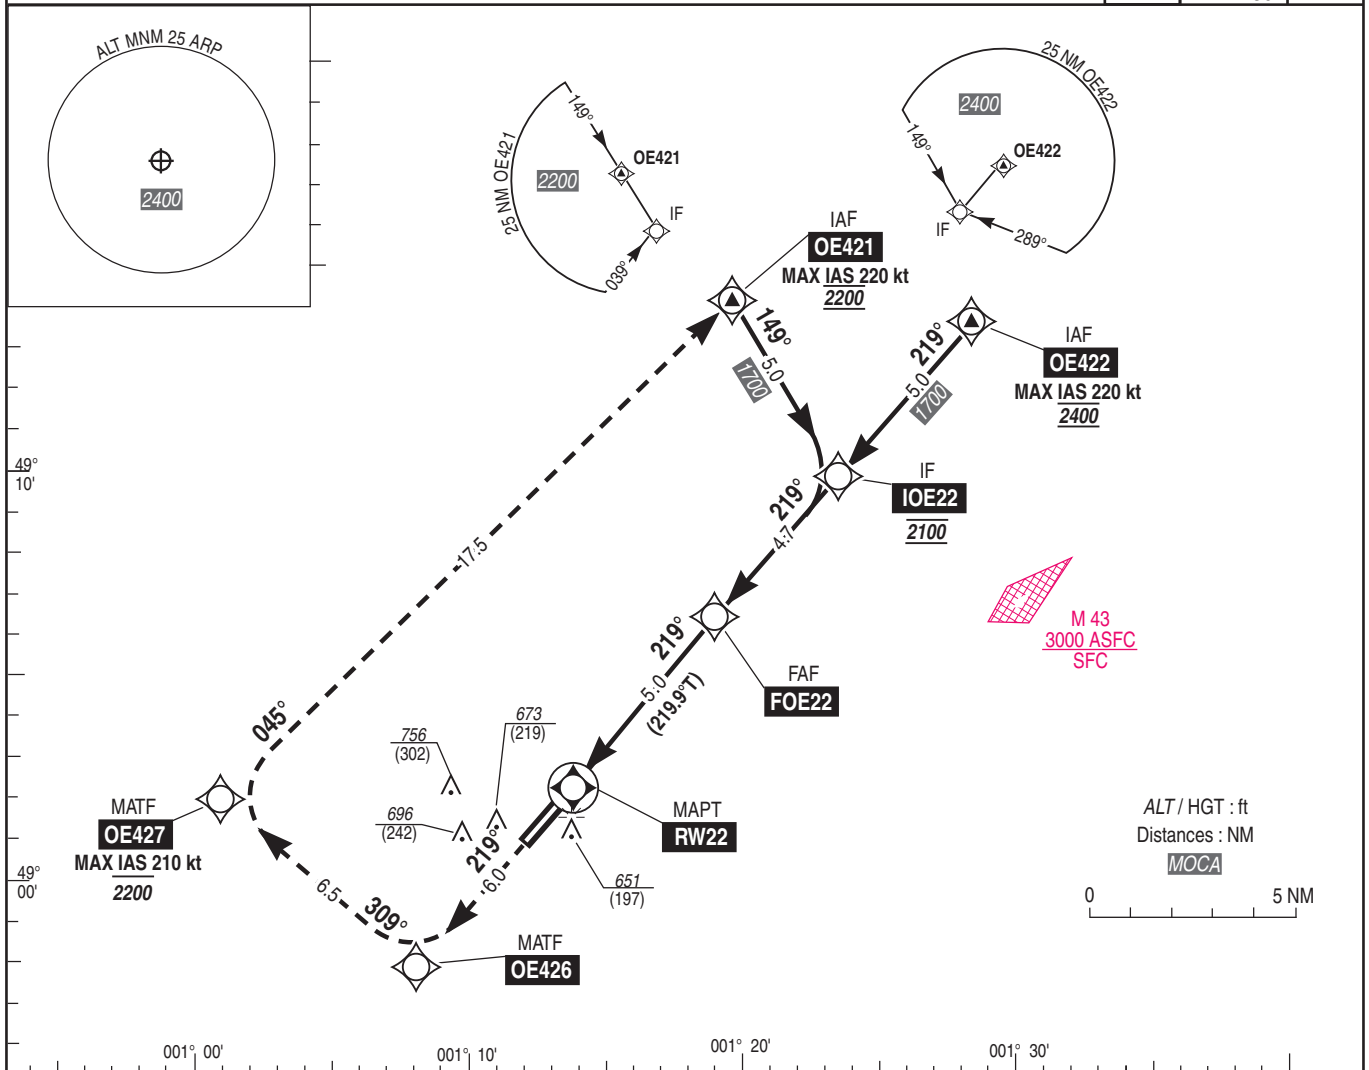 ALT MNM 25 ARP
2400
25 NM OE421
149°
2200
OE421
IF
039°
25 NM OE422
2400
149°
OE422
IF
289°
IAF
OE421
MAX IAS 220 kt
2200
149°
5.0
1700
219°
5.0
1700
IAF
OE422
MAX IAS 220 kt
2400
49°
10'
IF
IOE22
2100
219°
4.7
17.5
M 43
3000 ASFC
SFC
219°
5.0
(219.9°T)
FAF
FOE22
045°
673
(219)
756
(302)
696
(242)
MATF
OE427
MAX IAS 210 kt
2200
MAPT
RW22
ALT / HGT : ft
Distances : NM
MOCA
0 5 NM
49°
00'
219°
6.0
651
(197)
6.5
309°
MATF
OE426
001° 00'
001° 10'
001° 20'
001° 30'